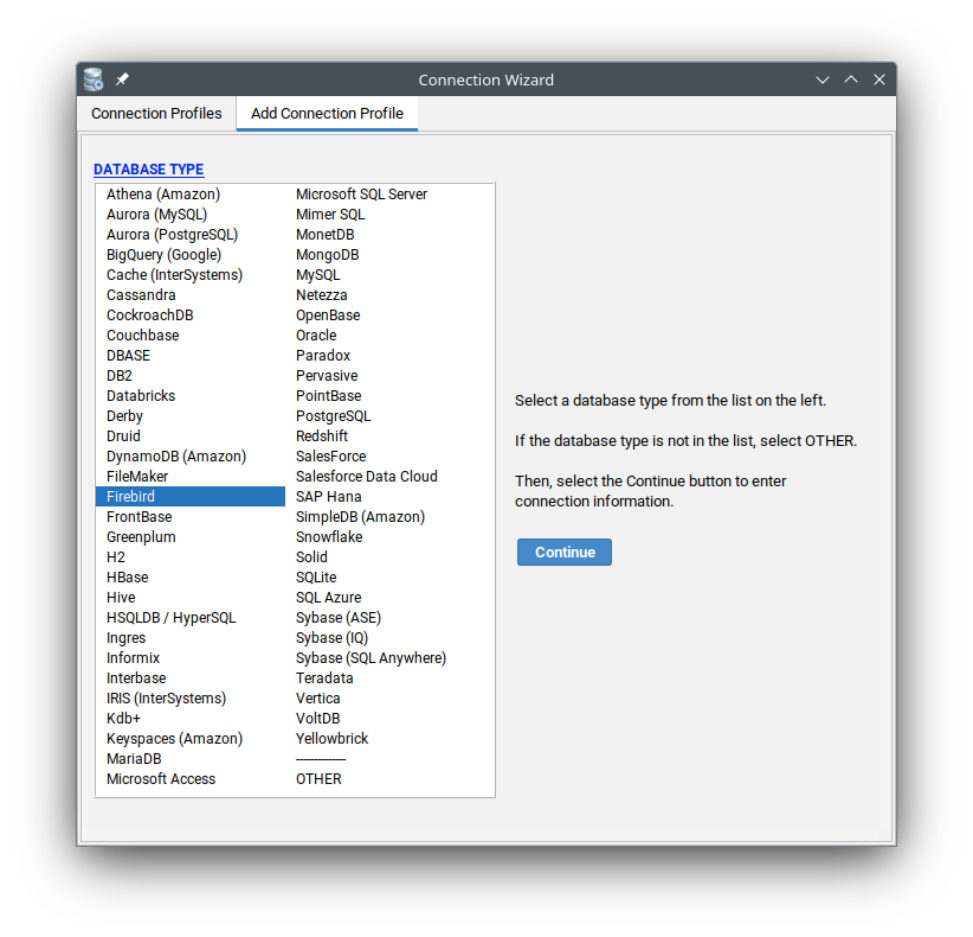 Connection Wizard
Connection Profiles
Add Connection Profile
DATABASE TYPE
Athena (Amazon)
Aurora (MySQL)
Aurora (PostgreSQL)
BigQuery (Google)
Cache (InterSystems)
Cassandra
CockroachDB
Couchbase
DBASE
DB2
Databricks
Derby
Druid
DynamoDB (Amazon)
FileMaker
Firebird
FrontBase
Greenplum
H2
HBase
Hive
HSQLDB / HyperSQL
Ingres
Informix
Interbase
IRIS (InterSystems)
Kdb+
Keyspaces (Amazon)
MariaDB
Microsoft Access
Microsoft SQL Server
Mimer SQL
MonetDB
MongoDB
MySQL
Netezza
OpenBase
Oracle
Paradox
Pervasive
PointBase
PostgreSQL
Redshift
SalesForce
Salesforce Data Cloud
SAP Hana
SimpleDB (Amazon)
Snowflake
Solid
SQLite
SQL Azure
Sybase (ASE)
Sybase (IQ)
Sybase (SQL Anywhere)
Teradata
Vertica
VoltDB
Yellowbrick
--------------
OTHER
Select a database type from the list on the left.
If the database type is not in the list, select OTHER.
Then, select the Continue button to enter
connection information.
Continue